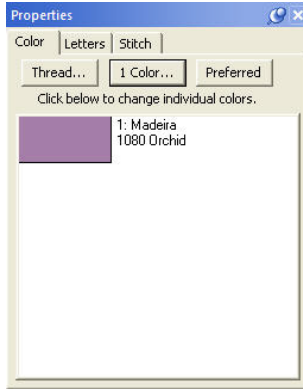 Properties
Color Letters Stitch
Thread... 1 Color... Preferred
Click below to change individual colors.
1: Madeira
1080 Orchid